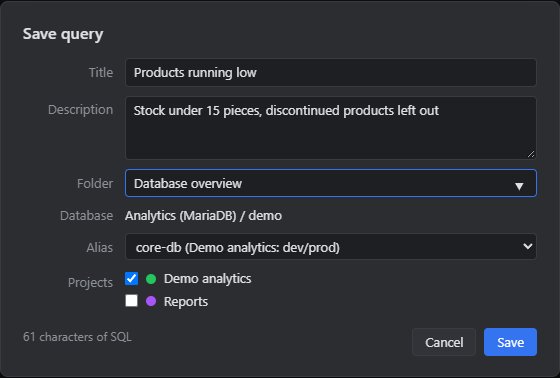 Save query
Title Products running low
Description Stock under 15 pieces, discontinued products left out
Folder Database overview
Database Analytics (MariaDB) / demo
Alias core-db (Demo analytics: dev/prod)
Projects Demo analytics
Reports
61 characters of SQL Cancel Save